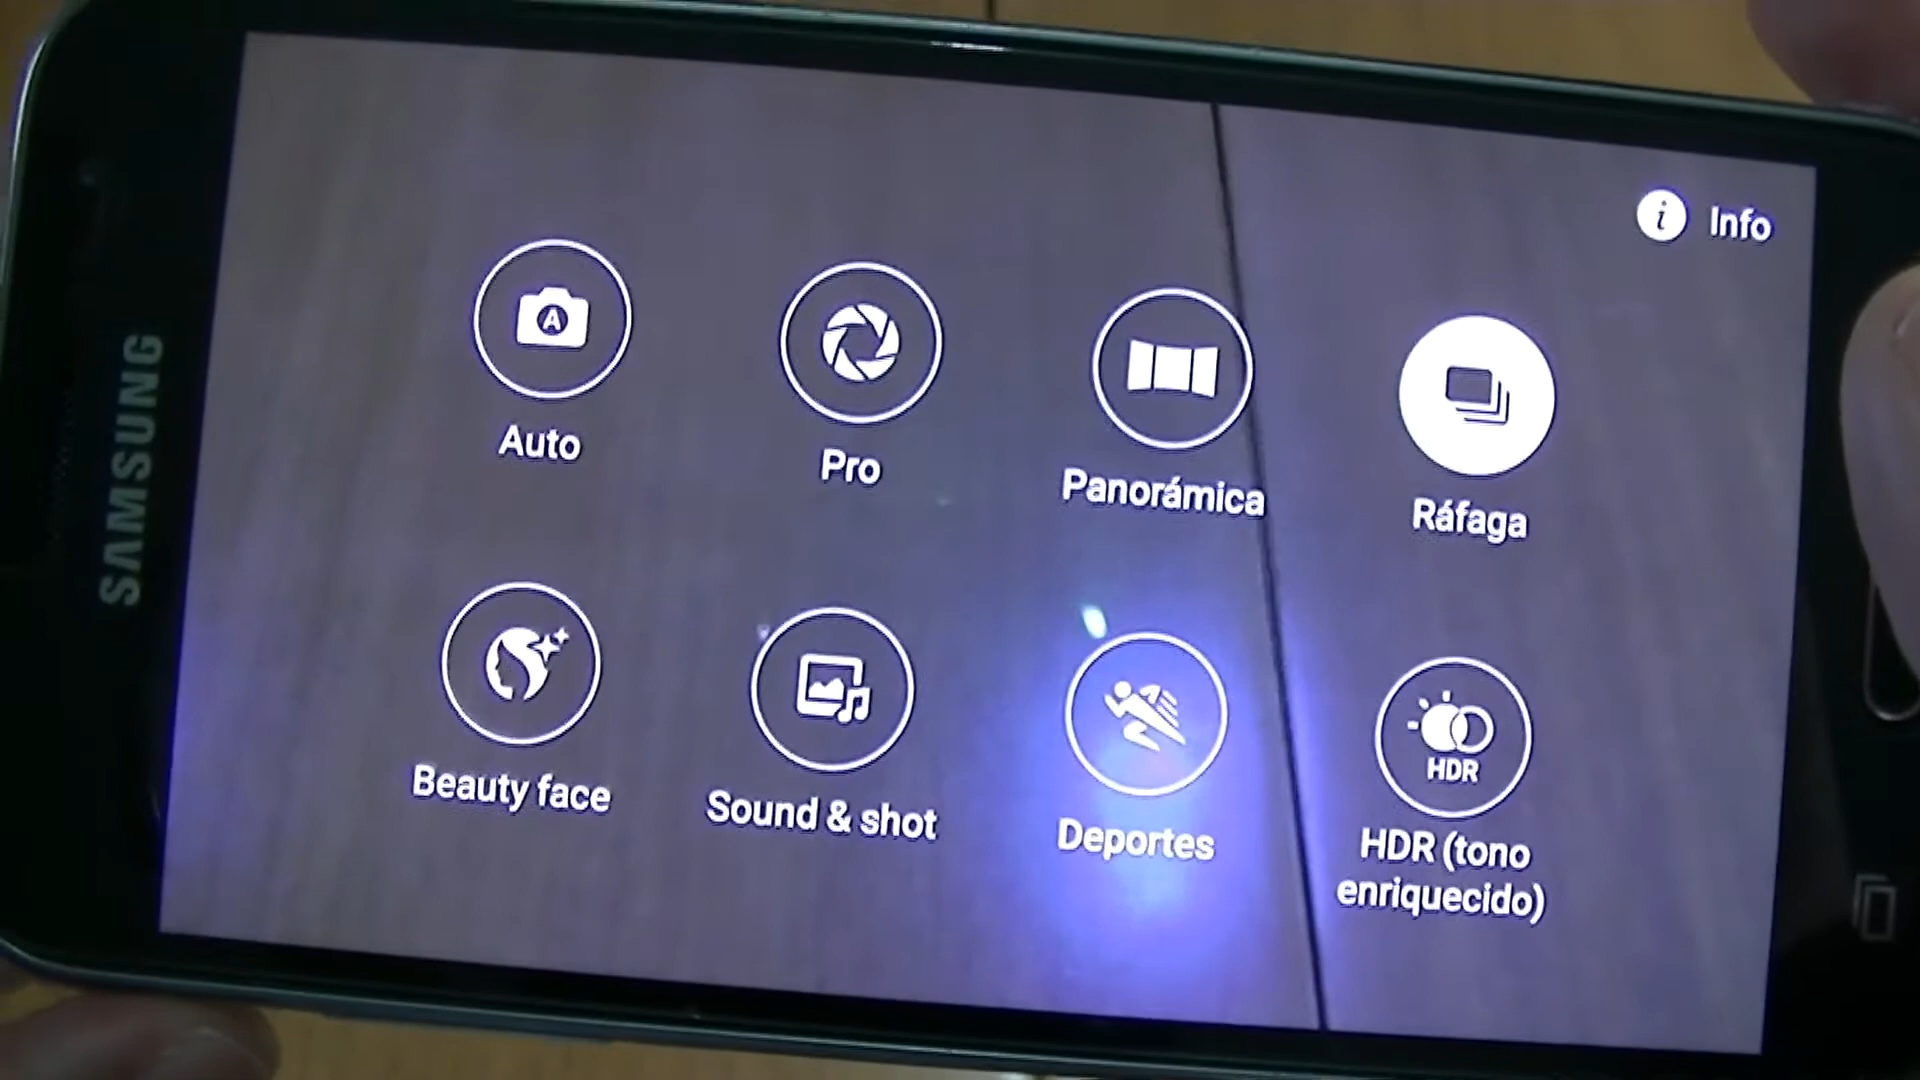 SAMSUNG
Info
Auto
Pro
Panorámica
Ráfaga
Beauty face
Sound & shot
Deportes
HDR
HDR (tono
enriquecido)